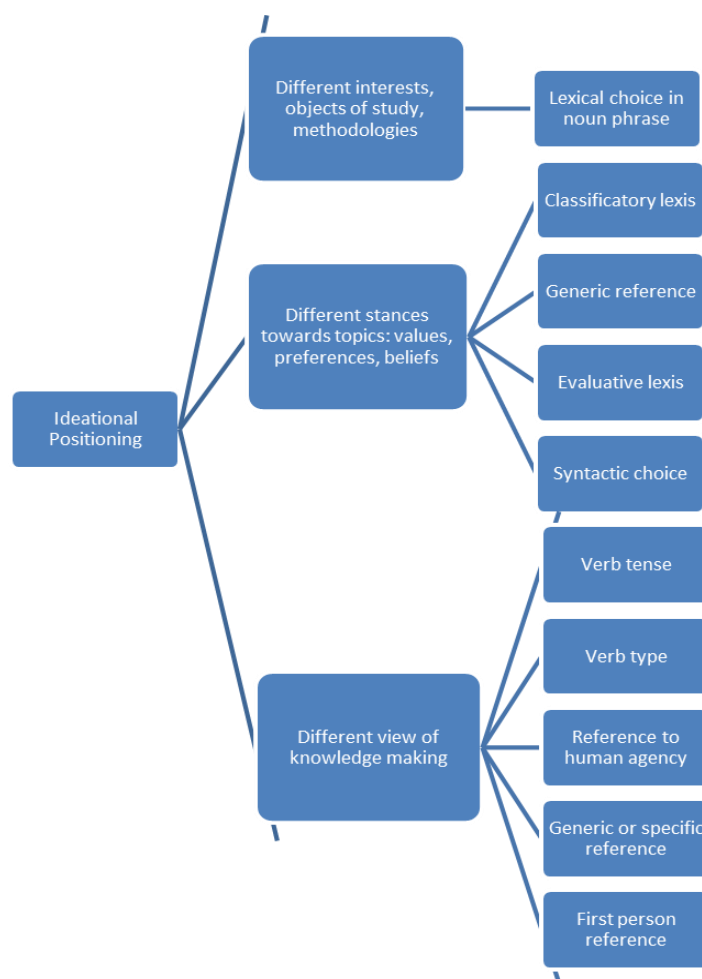 Different interests,
objects of study,
methodologies
Lexical choice in
noun phrase
Classificatory lexis
Generic reference
Different stances
towards topics: values,
preferences, beliefs
Evaluative lexis
Ideational
Positioning
Syntactic choice
Verb tense
Verb type
Different view of
knowledge making
Reference to
human agency
Generic or specific
reference
First person
reference